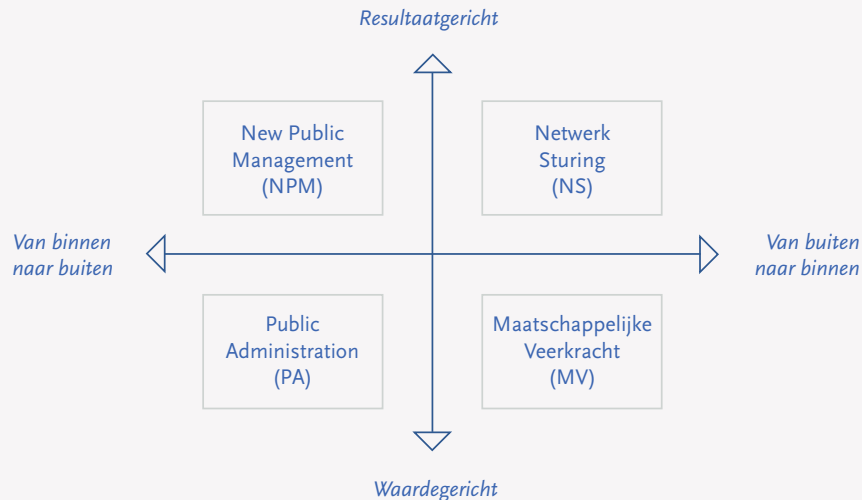 Resultaatgericht
New Public
Management
(NPM)
Netwerk
Sturing
(NS)
Van binnen
naar buiten
Van buiten
naar binnen
Public
Administration
(PA)
Maatschappelijke
Veerkracht
(MV)
Waardegericht